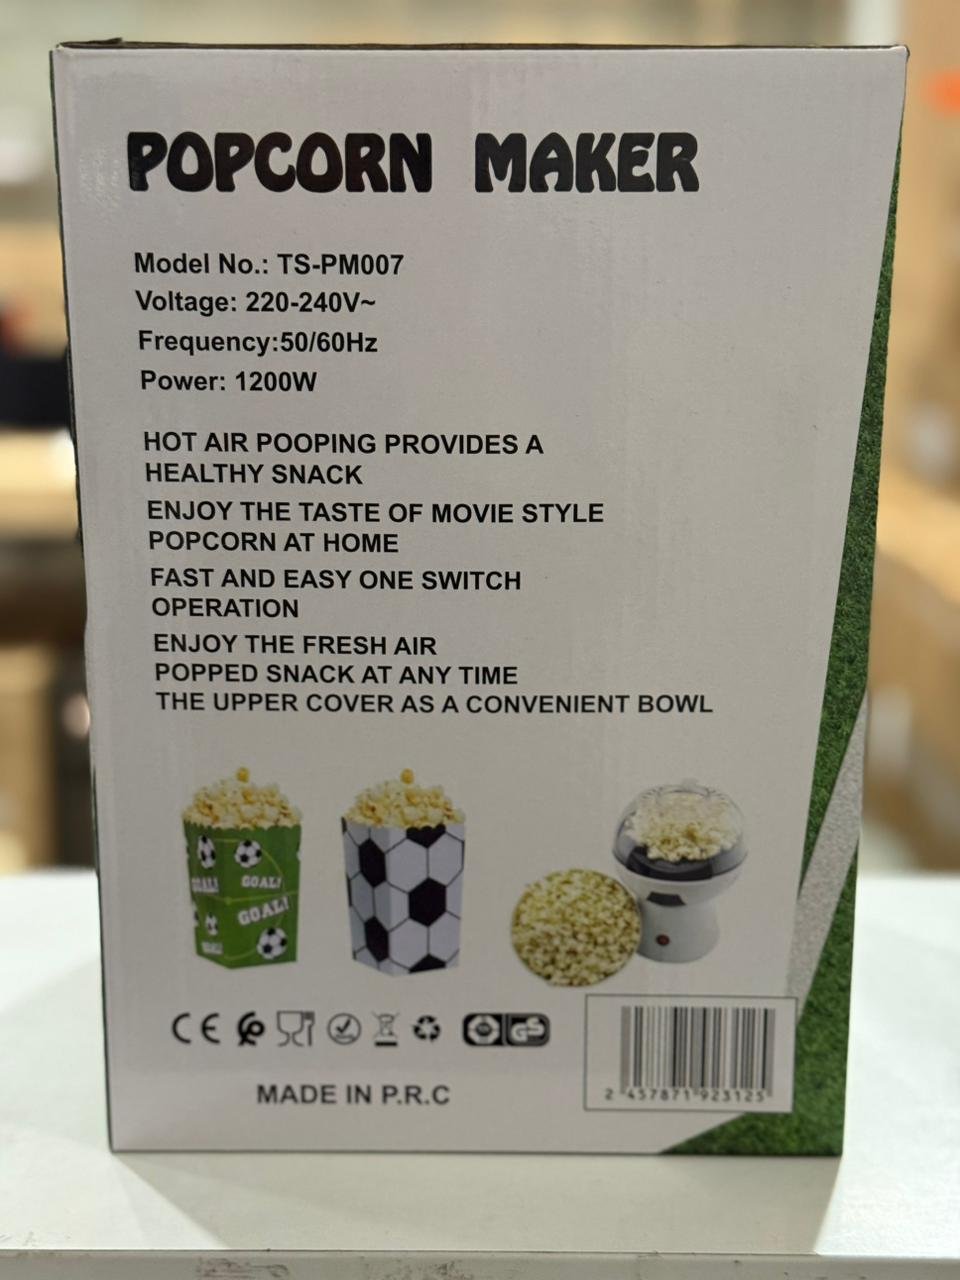 POPCORN MAKER
Model No.: TS-PM007
Voltage: 220-240V~
Frequency:50/60Hz
Power: 1200W
HOT AIR POOPING PROVIDES A
HEALTHY SNACK
ENJOY THE TASTE OF MOVIE STYLE
POPCORN AT HOME
FAST AND EASY ONE SWITCH
OPERATION
ENJOY THE FRESH AIR
POPPED SNACK AT ANY TIME
THE UPPER COVER AS A CONVENIENT BOWL
GOAL!
GOAL!
GOAL!
CE
GS
2 457871 923125
MADE IN P.R.C